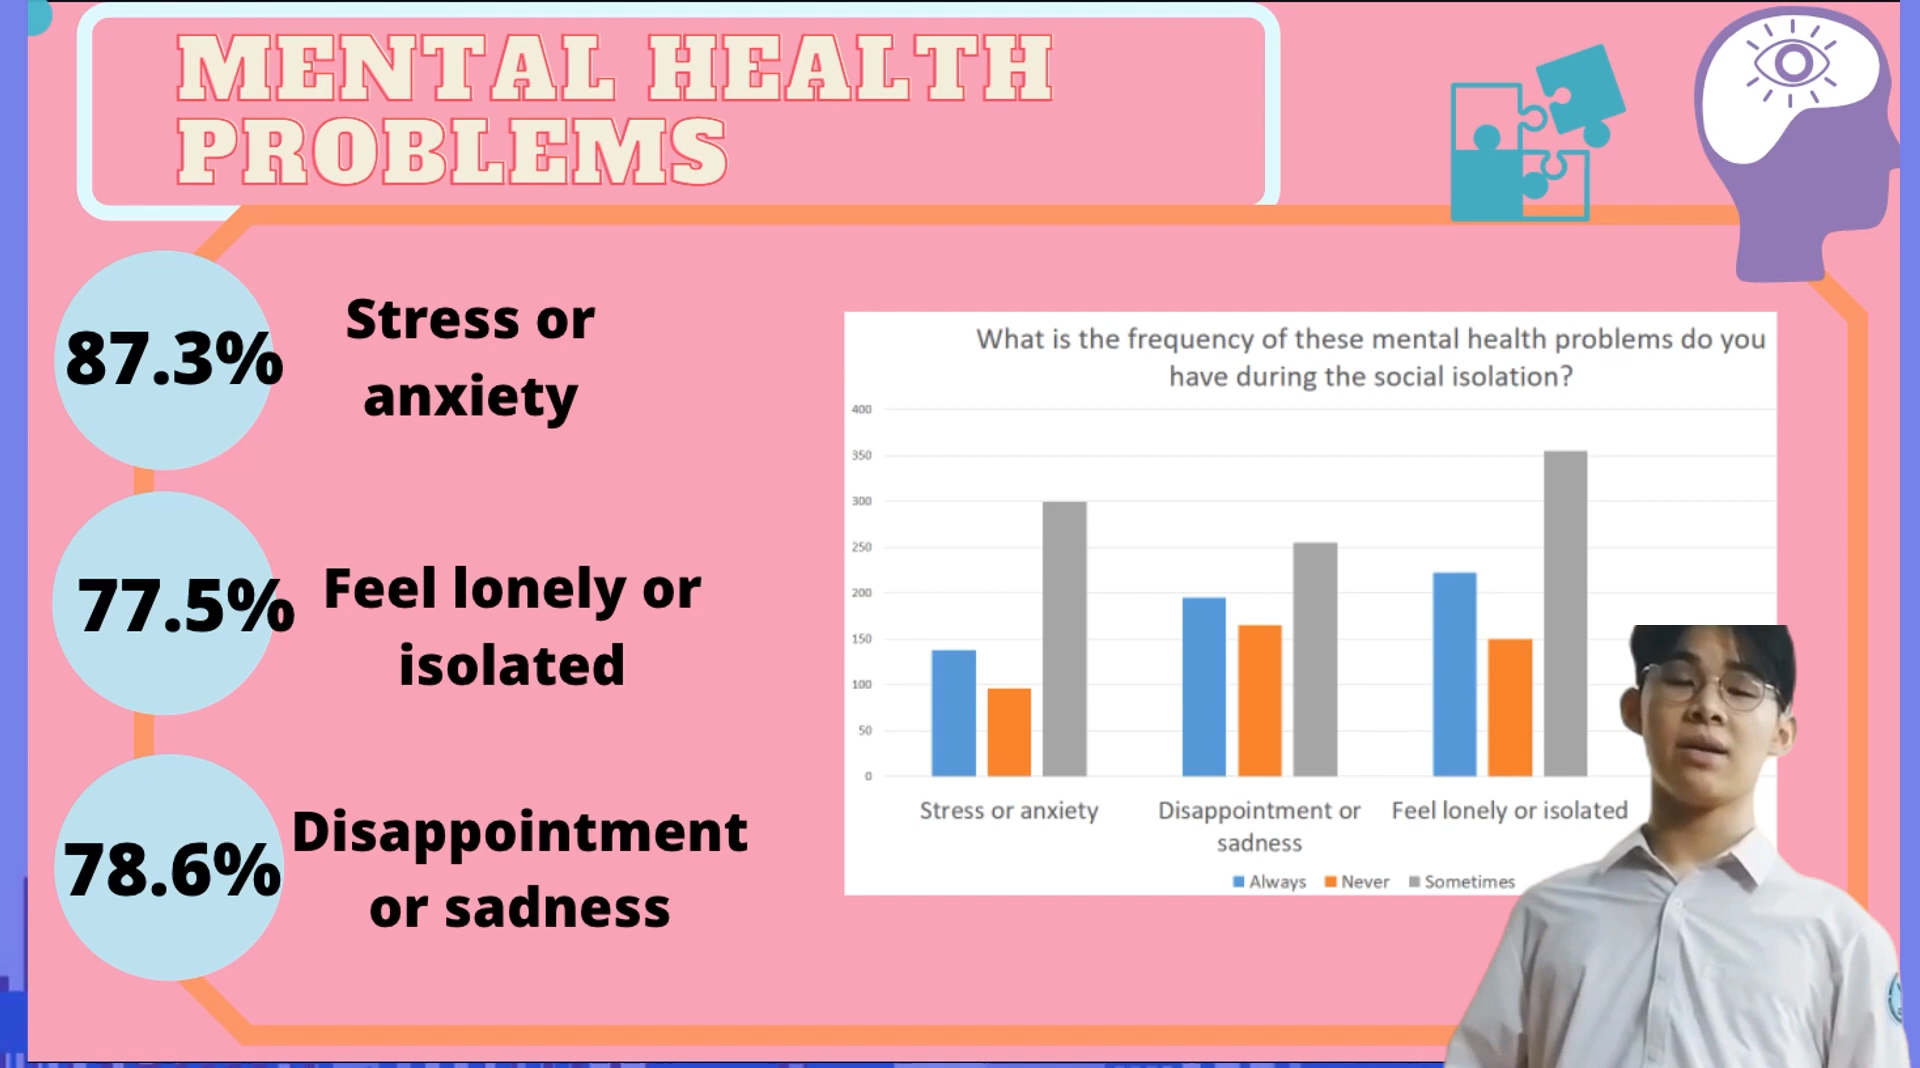 MENTAL HEALTH
PROBLEMS
87.3%
Stress or
anxiety
77.5%
Feel lonely or
isolated
78.6%
Disappointment
or sadness
What is the frequency of these mental health problems do you
have during the social isolation?
400
350
300
250
200
150
100
50
0
Stress or anxiety
Disappointment or
sadness
Feel lonely or isolated
Always
Never
Sometimes